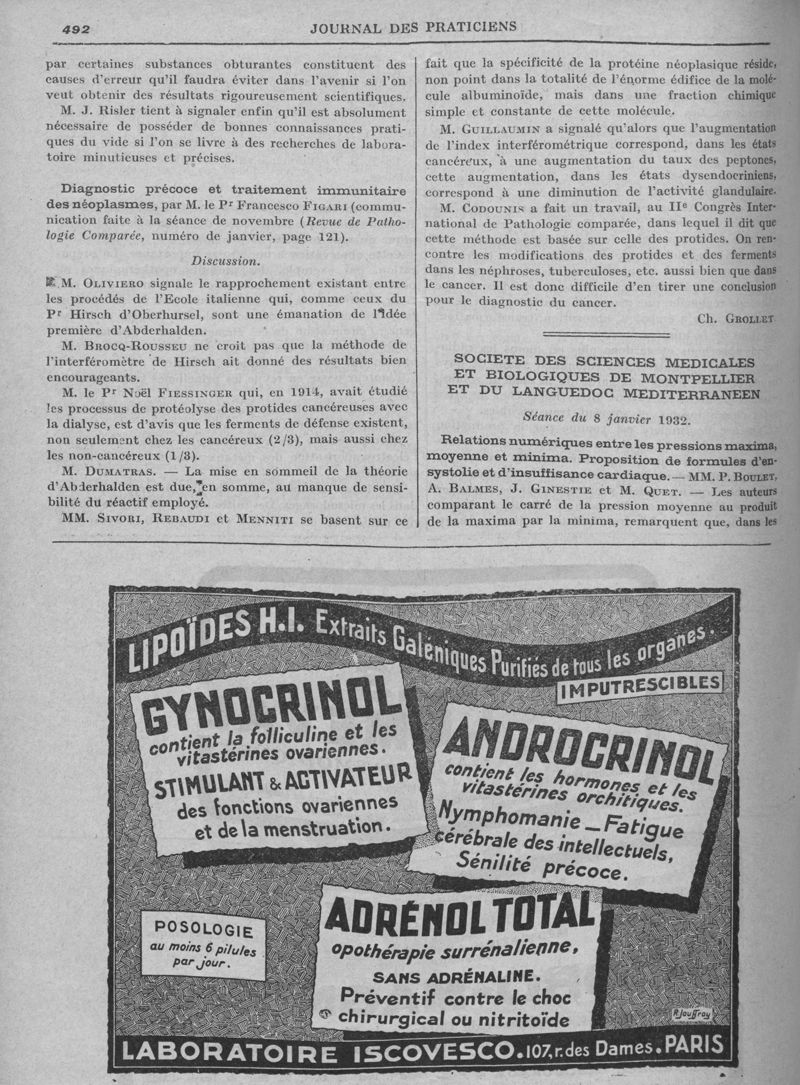 492
JOURNAL DES PRATICIENS
par certaines substances obturantes constituent des
causes d'erreur qu'il faudra éviter dans l'avenir si l'on
veut obtenir des résultats rigoureusement scientifiques.
M. J. Risler tient à signaler enfin qu'il est absolument
nécessaire de posséder de bonnes connaissances prati-
ques du vide si l'on se livre à des recherches de labora-
toire minutieuses et précises.
Diagnostic précoce et traitement immunitaire
des néoplasmes, par M. le Pr Francesco FIGARI (commu-
nication faite à la séance de novembre (Revue de Patho-
logie Comparée, numéro de janvier, page 121).
Discussion.
M. OLIVIERO signale le rapprochement existant entre
les procédés de l'Ecole italienne qui, comme ceux du
Pr Hirsch d'Oberhursel, sont une émanation de l'idée
première d'Abderhalden.
M. BROCQ-ROUSSEU ne croit pas que la méthode de
l'interféromètre de Hirsch ait donné des résultats bien
encourageants.
M. le Pr Noël FIESSINGER qui, en 1914, avait étudié
les processus de protéolyse des protides cancéreuses avec
la dialyse, est d'avis que les ferments de défense existent,
non seulement chez les cancéreux (2/3), mais aussi chez
les non-cancéreux (1/3).
M. DUMATRAS. — La mise en sommeil de la théorie
d'Abderhalden est due, en somme, au manque de sensi-
bilité du réactif employé.
MM. SIVORI, REBAUDI et MENNITI se basent sur ce
fait que la spécificité de la protéine néoplasique réside,
non point dans la totalité de l'énorme édifice de la molé-
cule albuminoïde, mais dans une fraction chimique
simple et constante de cette molécule.
M. GUILLAUMIN a signalé qu'alors que l'augmentation
de l'index interférométrique correspond, dans les états
cancéreux, à une augmentation du taux des peptones,
cette augmentation, dans les états dysendocriniens,
correspond à une diminution de l'activité glandulaire.
M. CODOUNIS a fait un travail, au IIe Congrès Inter-
national de Pathologie comparée, dans lequel il dit que
cette méthode est basée sur celle des protides. On ren-
contre les modifications des protides et des ferments
dans les néphroses, tuberculoses, etc. aussi bien que dans
le cancer. Il est donc difficile d'en tirer une conclusion
pour le diagnostic du cancer.
Ch. GROLLET
SOCIETE DES SCIENCES MEDICALES
ET BIOLOGIQUES DE MONTPELLIER
ET DU LANGUEDOC MEDITERRANEEN
Séance du 8 janvier 1932.
Relations numériques entre les pressions maxima,
moyenne et minima. Proposition de formules d'en-
systolie et d'insuffisance cardiaque. — MM. P. BOULET,
A. BALMES, J. GINESTIE et M. QUET. — Les auteurs
comparant le carré de la pression moyenne au produit
de la maxima par la minima, remarquent que, dans les
LIPOÏDES H.I. Extraits Galéniques Purifiés de tous les organes.
IMPUTRESCIBLES
GYNOCRINOL
contient la folliculine et les
vitastérines ovariennes.
STIMULANT & ACTIVATEUR
des fonctions ovariennes
et de la menstruation.
ANDROCRINOL
contient les hormones et les
vitastérines orchitiques.
Nymphomanie _ Fatigue
cérébrale des intellectuels,
Sénilité précoce.
POSOLOGIE
au moins 6 pilules
par jour.
ADRÉNOL TOTAL
opothérapie surrénalienne,
SANS ADRÉNALINE.
Préventif contre le choc
chirurgical ou nitritoïde
R. Jouffroy
LABORATOIRE ISCOVESCO. 107, r. des Dames. PARIS